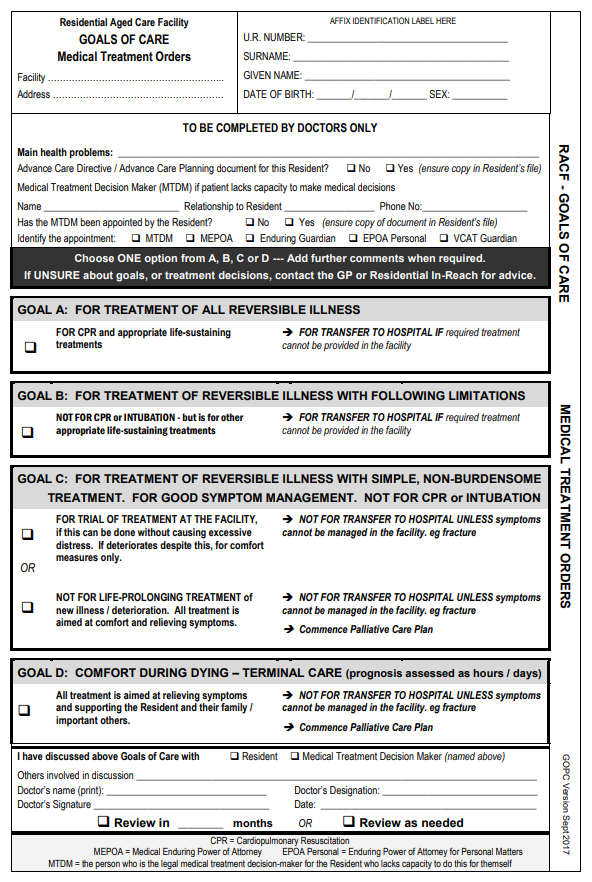 Residential Aged Care Facility
GOALS OF CARE
Medical Treatment Orders
Facility ……………………………………………...
Address …………………………………………….
AFFIX IDENTIFICATION LABEL HERE
U.R. NUMBER: ________________________________
SURNAME: ________________________________
GIVEN NAME: ________________________________
DATE OF BIRTH: ______/______/______ SEX: _________
TO BE COMPLETED BY DOCTORS ONLY
Main health problems: ________________________________
Advance Care Directive / Advance Care Planning document for this Resident? ❑ No ❑ Yes (ensure copy in Resident's file)
Medical Treatment Decision Maker (MTDM) if patient lacks capacity to make medical decisions
Name ______________________ Relationship to Resident ______________ Phone No:______________
Has the MTDM been appointed by the Resident? ❑ No ❑ Yes (ensure copy of document in Resident's file)
Identify the appointment: ❑ MTDM ❑ MEPOA ❑ Enduring Guardian ❑ EPOA Personal ❑ VCAT Guardian
Choose ONE option from A, B, C or D --- Add further comments when required.
If UNSURE about goals, or treatment decisions, contact the GP or Residential In-Reach for advice.
GOAL A: FOR TREATMENT OF ALL REVERSIBLE ILLNESS
❑ FOR CPR and appropriate life-sustaining
treatments
➔ FOR TRANSFER TO HOSPITAL IF required treatment
cannot be provided in the facility
GOAL B: FOR TREATMENT OF REVERSIBLE ILLNESS WITH FOLLOWING LIMITATIONS
❑ NOT FOR CPR or INTUBATION - but is for other
appropriate life-sustaining treatments
➔ FOR TRANSFER TO HOSPITAL IF required treatment
cannot be provided in the facility
GOAL C: FOR TREATMENT OF REVERSIBLE ILLNESS WITH SIMPLE, NON-BURDENSOME
TREATMENT. FOR GOOD SYMPTOM MANAGEMENT. NOT FOR CPR or INTUBATION
❑ FOR TRIAL OF TREATMENT AT THE FACILITY,
if this can be done without causing excessive
distress. If deteriorates despite this, for comfort
measures only.
➔ NOT FOR TRANSFER TO HOSPITAL UNLESS symptoms
cannot be managed in the facility. eg fracture
OR
❑ NOT FOR LIFE-PROLONGING TREATMENT of
new illness / deterioration. All treatment is
aimed at comfort and relieving symptoms.
➔ NOT FOR TRANSFER TO HOSPITAL UNLESS symptoms
cannot be managed in the facility. eg fracture
➔ Commence Palliative Care Plan
GOAL D: COMFORT DURING DYING – TERMINAL CARE (prognosis assessed as hours / days)
❑ All treatment is aimed at relieving symptoms
and supporting the Resident and their family /
important others.
➔ NOT FOR TRANSFER TO HOSPITAL UNLESS symptoms
cannot be managed in the facility. eg fracture
➔ Commence Palliative Care Plan
I have discussed above Goals of Care with ❑ Resident ❑ Medical Treatment Decision Maker (named above)
Others involved in discussion ________________________________
Doctor's name (print): ______________________ Doctor's Designation: ______________________
Doctor's Signature ______________________ Date: ______________________
❑ Review in _______ months OR ❑ Review as needed
CPR = Cardiopulmonary Resuscitation
MEPOA = Medical Enduring Power of Attorney EPOA Personal = Enduring Power of Attorney for Personal Matters
MTDM = the person who is the legal medical treatment decision-maker for the Resident who lacks capacity to do this for themself
RACF - GOALS OF CARE
MEDICAL TREATMENT ORDERS
GOPC Version Sept 2017